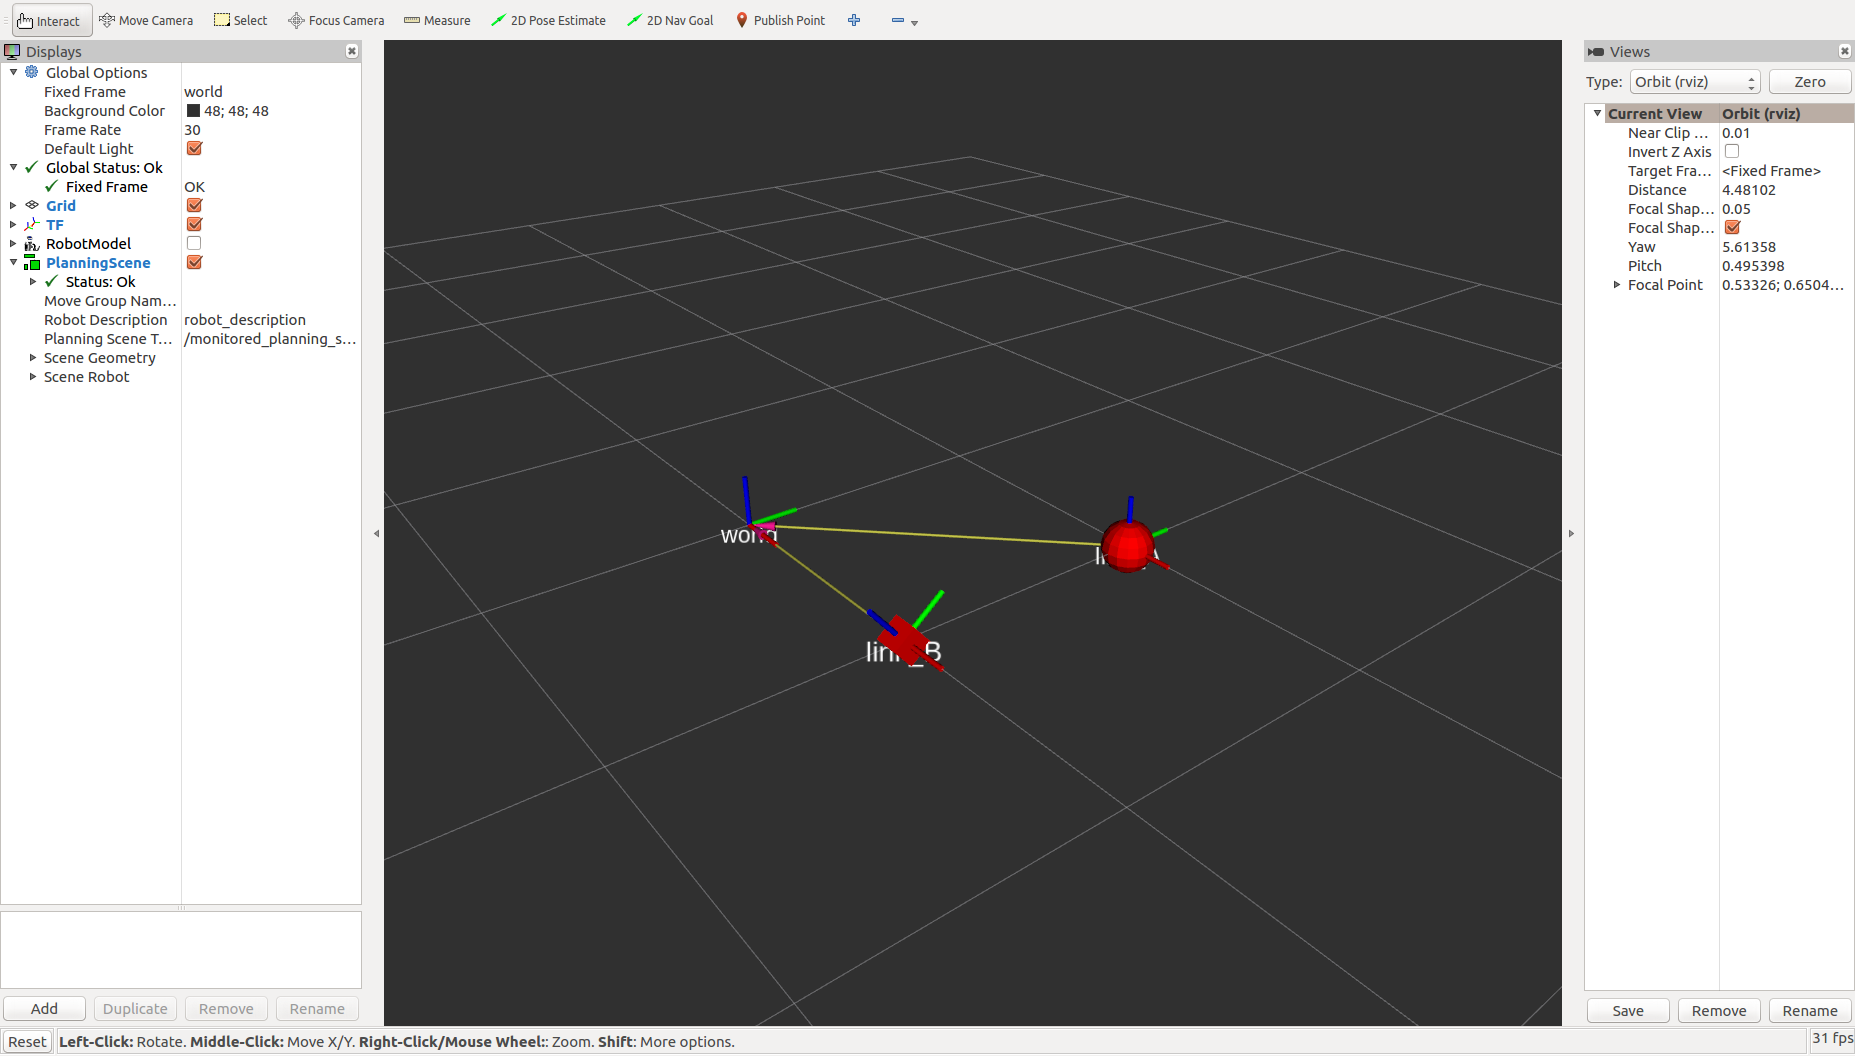 Interact Move Camera Select Focus Camera Measure 2D Pose Estimate 2D Nav Goal Publish Point
Displays
Global Options
Fixed Frame world
Background Color 48; 48; 48
Frame Rate 30
Default Light
Global Status: Ok
Fixed Frame OK
Grid
TF
RobotModel
PlanningScene
Status: Ok
Move Group Nam...
Robot Description robot_description
Planning Scene T... /monitored_planning_s...
Scene Geometry
Scene Robot
Add Duplicate Remove Rename
world
link_B
Views
Type: Orbit (rviz) Zero
Current View Orbit (rviz)
Near Clip ... 0.01
Invert Z Axis
Target Fra... <Fixed Frame>
Distance 4.48102
Focal Shap... 0.05
Focal Shap...
Yaw 5.61358
Pitch 0.495398
Focal Point 0.53326; 0.6504...
Save Remove Rename
Reset Left-Click: Rotate. Middle-Click: Move X/Y. Right-Click/Mouse Wheel:: Zoom. Shift: More options. 31 fps